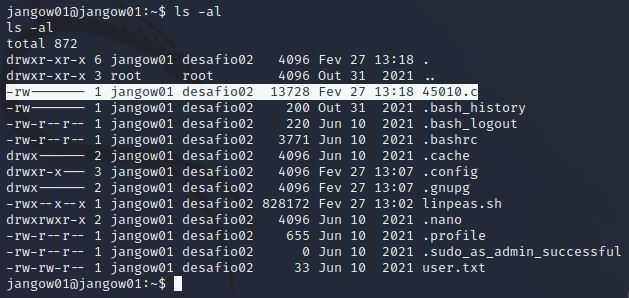 jangow01@jangow01:~$ ls -al
ls -al
total 872
drwxr-xr-x 6 jangow01 desafio02   4096 Fev 27 13:18 .
drwxr-xr-x 3 root     root        4096 Out 31  2021 ..
-rw------- 1 jangow01 desafio02  13728 Fev 27 13:18 45010.c
-rw------- 1 jangow01 desafio02    200 Out 31  2021 .bash_history
-rw-r--r-- 1 jangow01 desafio02    220 Jun 10  2021 .bash_logout
-rw-r--r-- 1 jangow01 desafio02   3771 Jun 10  2021 .bashrc
drwx------ 2 jangow01 desafio02   4096 Jun 10  2021 .cache
drwxr-x--- 3 jangow01 desafio02   4096 Fev 27 13:07 .config
drwx------ 2 jangow01 desafio02   4096 Fev 27 13:07 .gnupg
-rwx--x--x 1 jangow01 desafio02 828172 Fev 27 13:02 linpeas.sh
drwxrwxr-x 2 jangow01 desafio02   4096 Jun 10  2021 .nano
-rw-r--r-- 1 jangow01 desafio02    655 Jun 10  2021 .profile
-rw-r--r-- 1 jangow01 desafio02      0 Jun 10  2021 .sudo_as_admin_successful
-rw-rw-r-- 1 jangow01 desafio02     33 Jun 10  2021 user.txt
jangow01@jangow01:~$